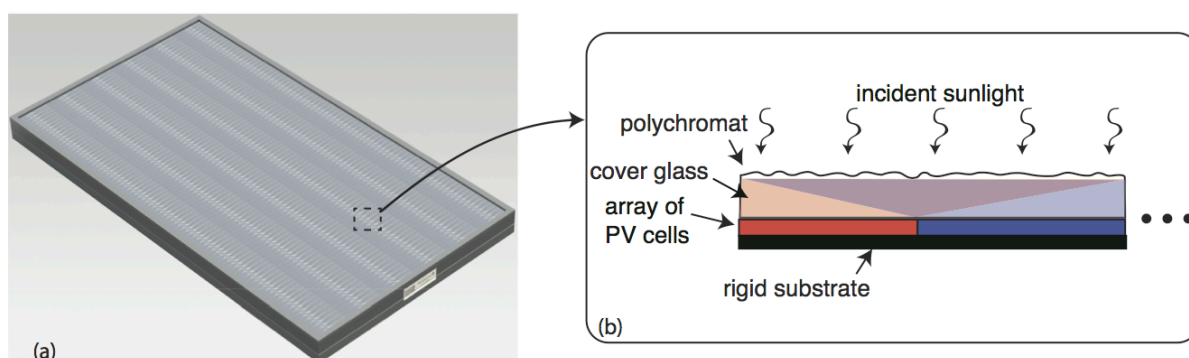 (a)
(b)
incident sunlight
polychromat
cover glass
array of
PV cells
rigid substrate